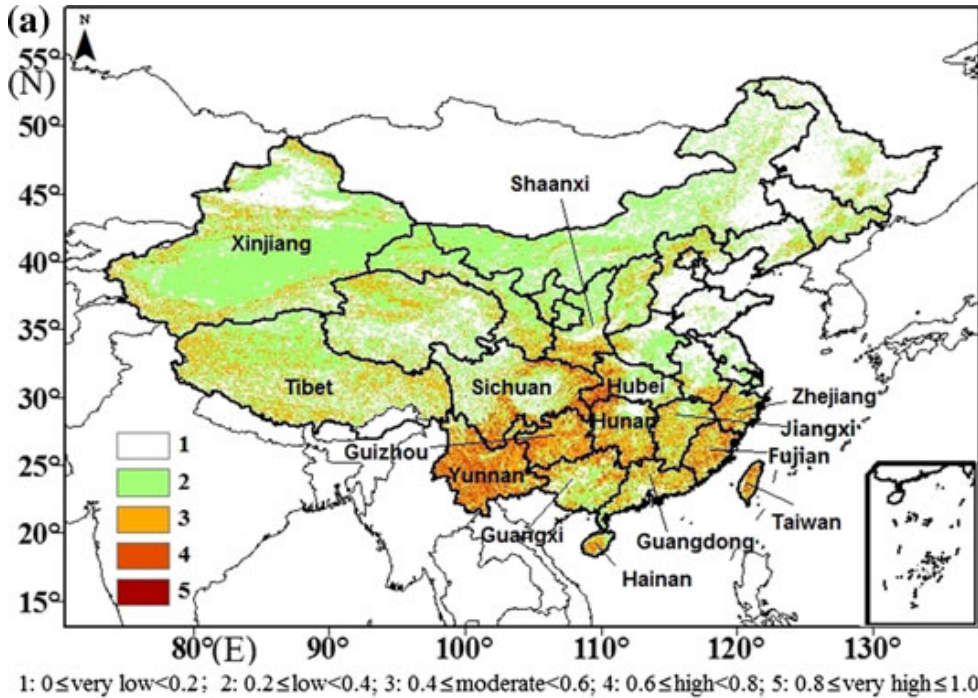 (a)
N
55°
(N)
50°
Shaanxi
45°
Xinjiang
40°
35°
Tibet Sichuan Hubei
30°
Zhejiang
Hunan
Jiangxi
1
Guizhou
Fujian
25°
2
Yunnan
3
Taiwan
20°
4
Guangxi
Guangdong
5
Hainan
15°
80°(E) 90° 100° 110° 120° 130°
1: 0≤very low<0.2; 2: 0.2≤low<0.4; 3: 0.4≤moderate<0.6; 4: 0.6≤high<0.8; 5: 0.8≤very high≤1.0